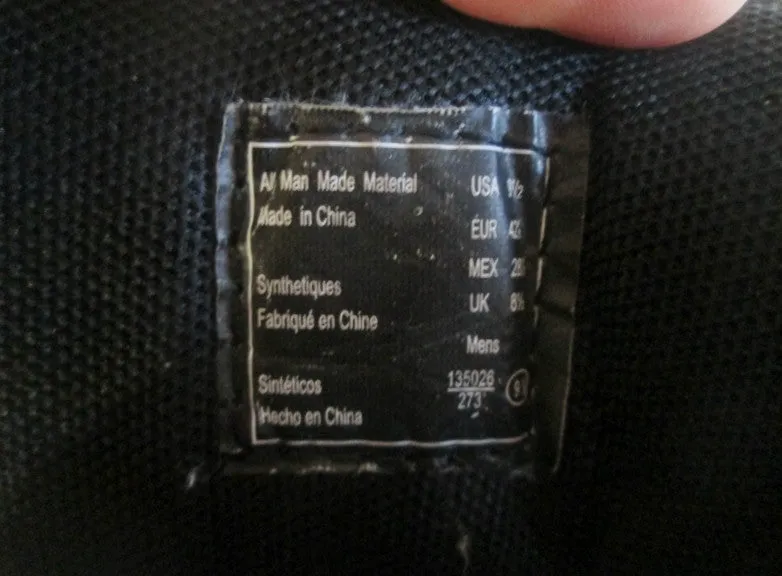 All Man Made Material
Made in China
USA
EUR
MEX
UK
Synthetiques
Fabriqué en Chine
Mens
Sintéticos
Hecho en China
135026
273